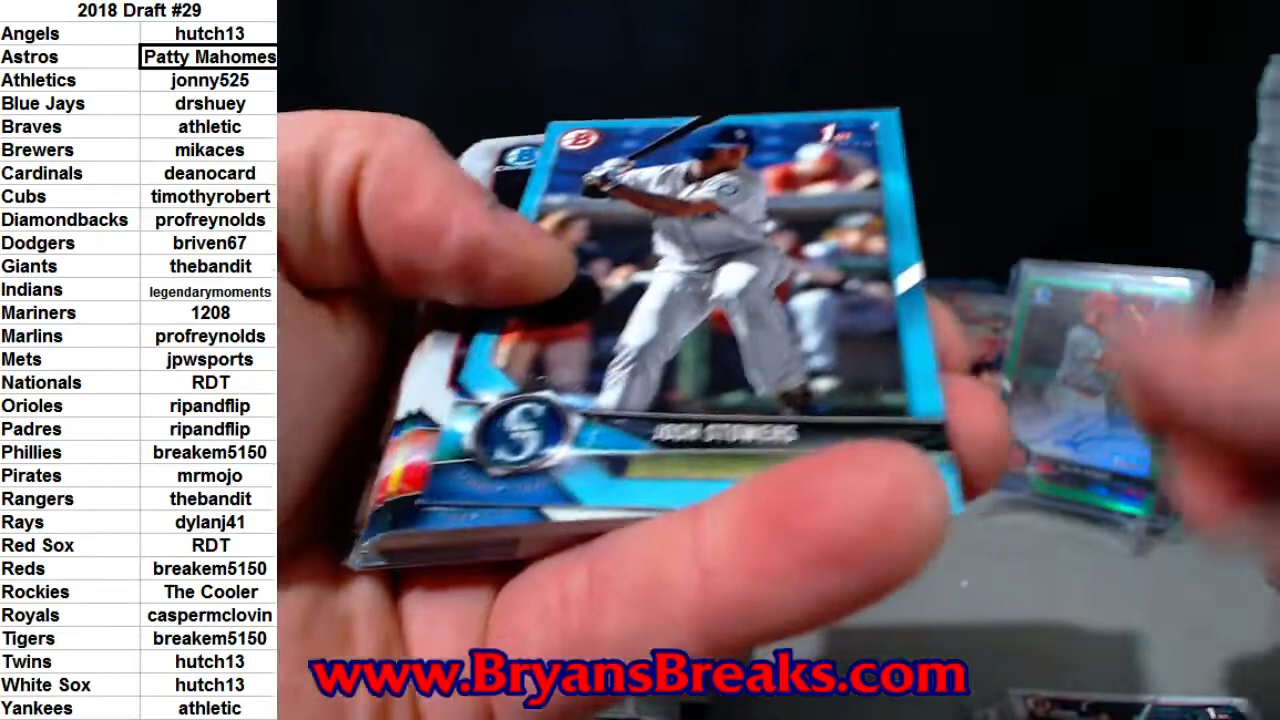 2018 Draft #29
Angels hutch13
Astros Patty Mahomes
Athletics jonny525
Blue Jays drshuey
Braves athletic
Brewers mikaces
Cardinals deanocard
Cubs timothyrobert
Diamondbacks profreynolds
Dodgers briven67
Giants thebandit
Indians legendarymoments
Mariners 1208
Marlins profreynolds
Mets jpwsports
Nationals RDT
Orioles ripandflip
Padres ripandflip
Phillies breakem5150
Pirates mrmojo
Rangers thebandit
Rays dylanj41
Red Sox RDT
Reds breakem5150
Rockies The Cooler
Royals caspermclovin
Tigers breakem5150
Twins hutch13
White Sox hutch13
Yankees athletic
B
1ST
JOSH STOWERS
S
www.BryansBreaks.com